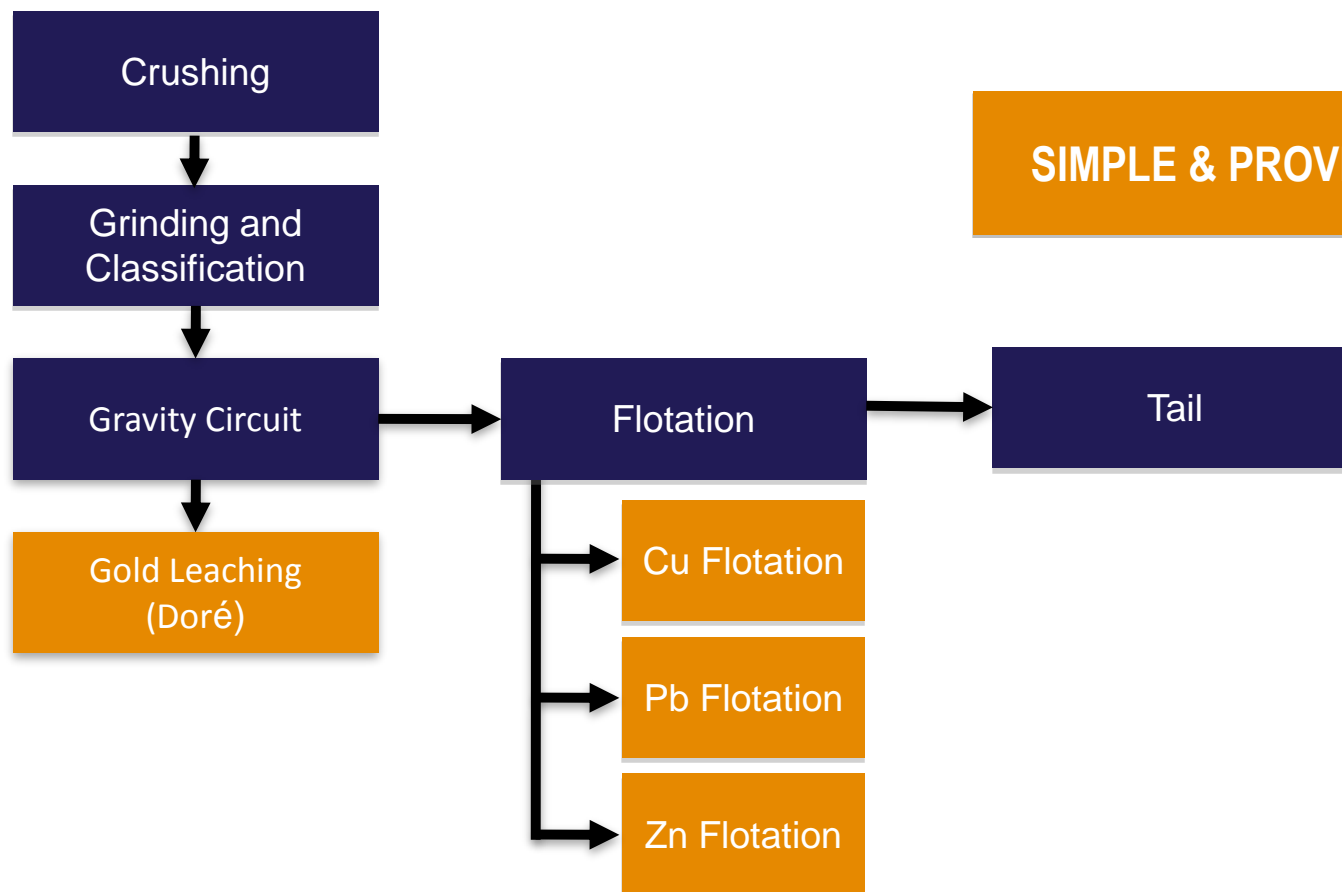 Crushing
SIMPLE & PROV
Grinding and
Classification
Gravity Circuit
Flotation
Tail
Gold Leaching
(Doré)
Cu Flotation
Pb Flotation
Zn Flotation